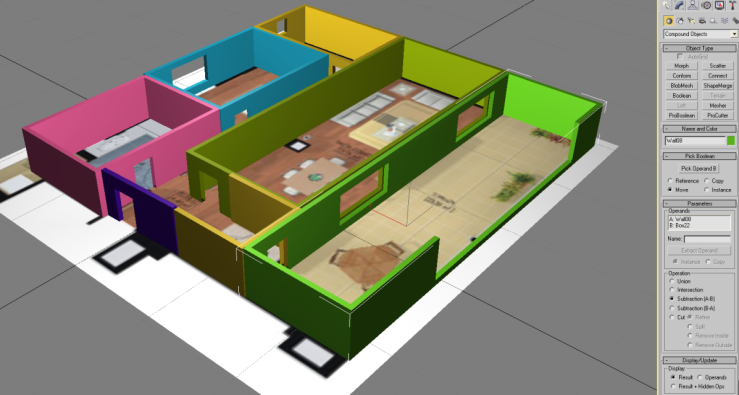 Compound Objects
Object Type
AutoGrid
Morph Scatter
Conform Connect
BlobMesh ShapeMerge
Boolean Terrain
Loft Mesher
ProBoolean ProCutter
Name and Color
Wall08
Pick Boolean
Pick Operand B
Reference Copy
Move Instance
Parameters
Operands
A: Wall08
B: Box22
Name:
Extract Operand
Instance Copy
Operation
Union
Intersection
Subtraction (A-B)
Subtraction (B-A)
Cut Refine
Split
Remove Inside
Remove Outside
Display/Update
Display
Result Operands
Result + Hidden Ops